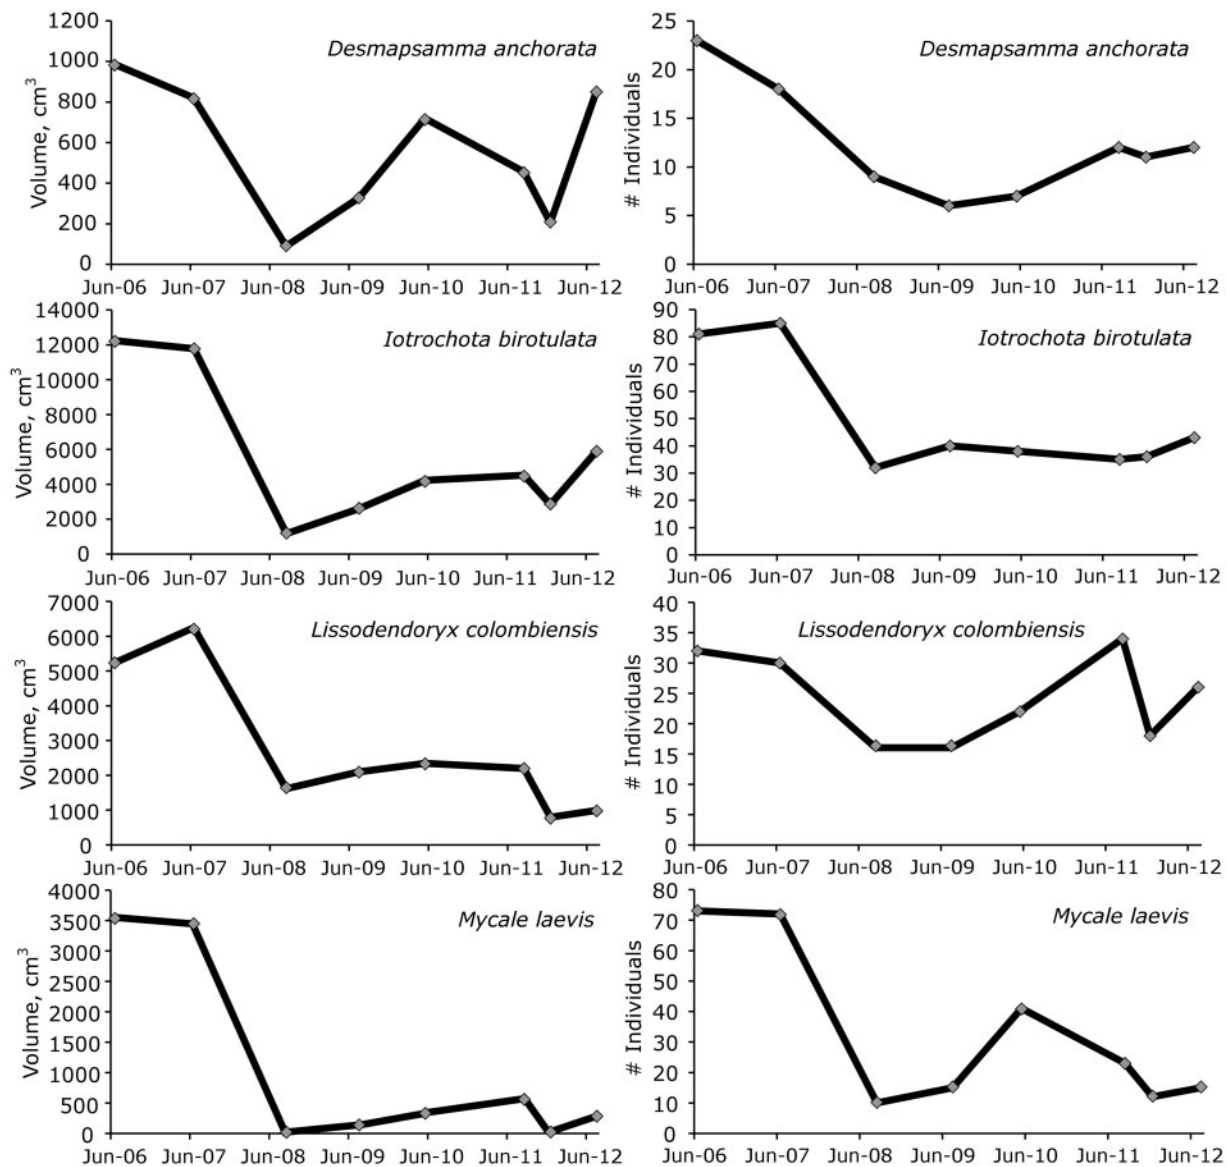 Desmapsamma anchorata
Volume, cm³
1200
1000
800
600
400
200
0
Jun-06 Jun-07 Jun-08 Jun-09 Jun-10 Jun-11 Jun-12
Desmapsamma anchorata
# Individuals
25
20
15
10
5
0
Jun-06 Jun-07 Jun-08 Jun-09 Jun-10 Jun-11 Jun-12
Iotrochota birotulata
Volume, cm³
14000
12000
10000
8000
6000
4000
2000
0
Jun-06 Jun-07 Jun-08 Jun-09 Jun-10 Jun-11 Jun-12
Iotrochota birotulata
# Individuals
90
80
70
60
50
40
30
20
10
0
Jun-06 Jun-07 Jun-08 Jun-09 Jun-10 Jun-11 Jun-12
Lissodendoryx colombiensis
Volume, cm³
7000
6000
5000
4000
3000
2000
1000
0
Jun-06 Jun-07 Jun-08 Jun-09 Jun-10 Jun-11 Jun-12
Lissodendoryx colombiensis
# Individuals
40
35
30
25
20
15
10
5
0
Jun-06 Jun-07 Jun-08 Jun-09 Jun-10 Jun-11 Jun-12
Mycale laevis
Volume, cm³
4000
3500
3000
2500
2000
1500
1000
500
0
Jun-06 Jun-07 Jun-08 Jun-09 Jun-10 Jun-11 Jun-12
Mycale laevis
# Individuals
80
70
60
50
40
30
20
10
0
Jun-06 Jun-07 Jun-08 Jun-09 Jun-10 Jun-11 Jun-12